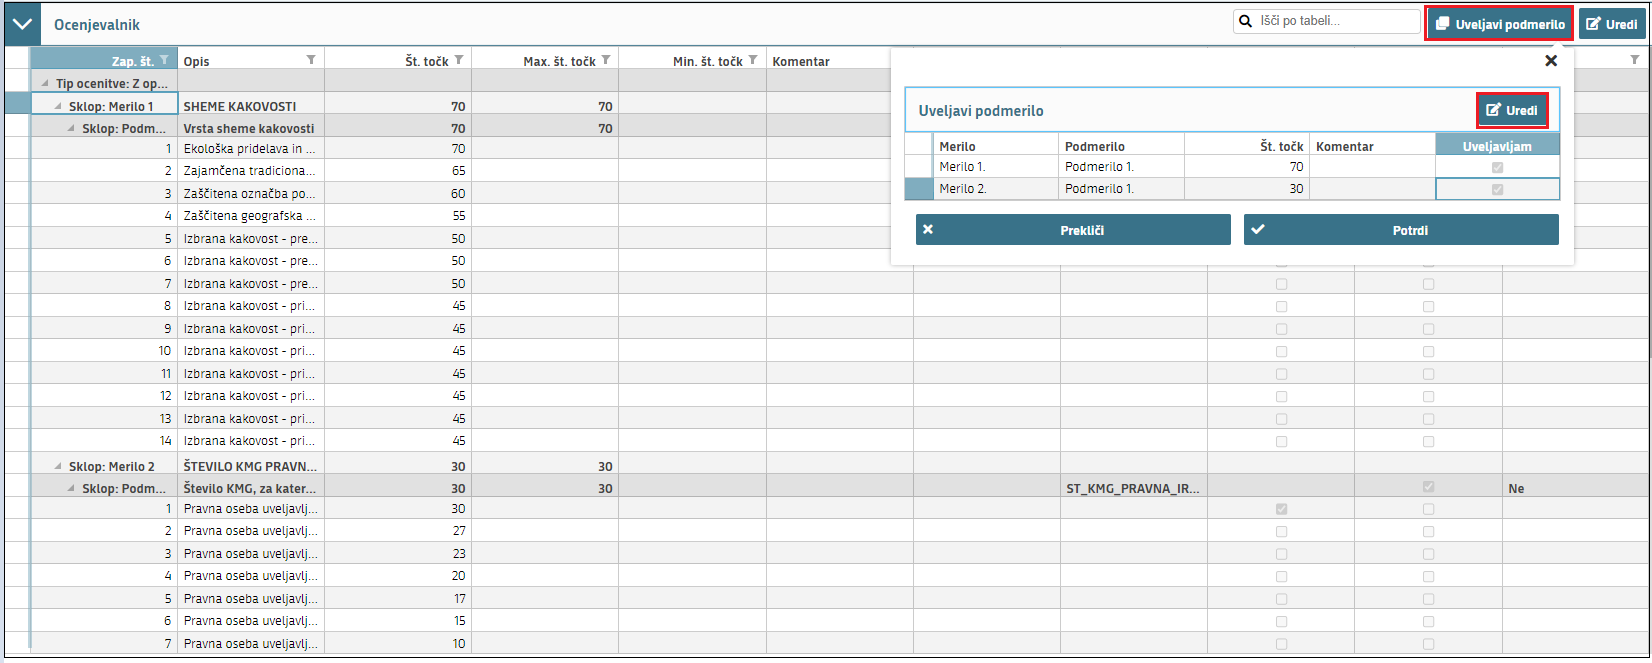 Ocenjevalnik
Išči po tabeli...
Uveljavi podmerilo
Uredi
Zap. št. Opis Št. točk Max. št. točk Min. št. točk Komentar
Tip ocenitve: Z op...
Sklop: Merilo 1 SHEME KAKOVOSTI 70 70
Sklop: Podm... Vrsta sheme kakovosti 70 70
1 Ekološka pridelava in ... 70
2 Zajamčena tradiciona... 65
3 Zaščitena označba po... 60
4 Zaščitena geografska ... 55
5 Izbrana kakovost - pre... 50
6 Izbrana kakovost - pre... 50
7 Izbrana kakovost - pre... 50
8 Izbrana kakovost - pri... 45
9 Izbrana kakovost - pri... 45
10 Izbrana kakovost - pri... 45
11 Izbrana kakovost - pri... 45
12 Izbrana kakovost - pri... 45
13 Izbrana kakovost - pri... 45
14 Izbrana kakovost - pri... 45
Sklop: Merilo 2 ŠTEVILO KMG PRAVN... 30 30
Sklop: Podm... Število KMG, za kater... 30 30 ST_KMG_PRAVNA_IR... Ne
1 Pravna oseba uveljavlj... 30
2 Pravna oseba uveljavlj... 27
3 Pravna oseba uveljavlj... 23
4 Pravna oseba uveljavlj... 20
5 Pravna oseba uveljavlj... 17
6 Pravna oseba uveljavlj... 15
7 Pravna oseba uveljavlj... 10
Uveljavi podmerilo
Uredi
Merilo Podmerilo Št. točk Komentar Uveljavljam
Merilo 1. Podmerilo 1. 70
Merilo 2. Podmerilo 1. 30
Prekliči
Potrdi